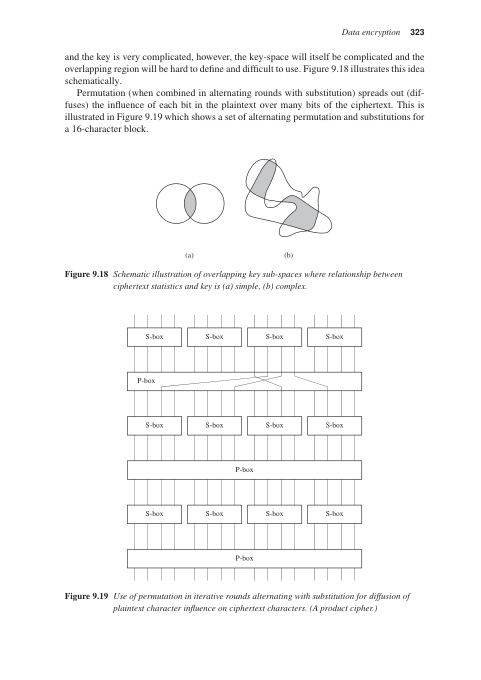 Data encryption 323
and the key is very complicated, however, the key-space will itself be complicated and the
overlapping region will be hard to define and difficult to use. Figure 9.18 illustrates this idea
schematically.
Permutation (when combined in alternating rounds with substitution) spreads out (dif-
fuses) the influence of each bit in the plaintext over many bits of the ciphertext. This is
illustrated in Figure 9.19 which shows a set of alternating permutation and substitutions for
a 16-character block.
(a) (b)
Figure 9.18 Schematic illustration of overlapping key sub-spaces where relationship between
ciphertext statistics and key is (a) simple, (b) complex.
S-box S-box S-box S-box
P-box
S-box S-box S-box S-box
P-box
S-box S-box S-box S-box
P-box
Figure 9.19 Use of permutation in iterative rounds alternating with substitution for diffusion of
plaintext character influence on ciphertext characters. (A product cipher.)